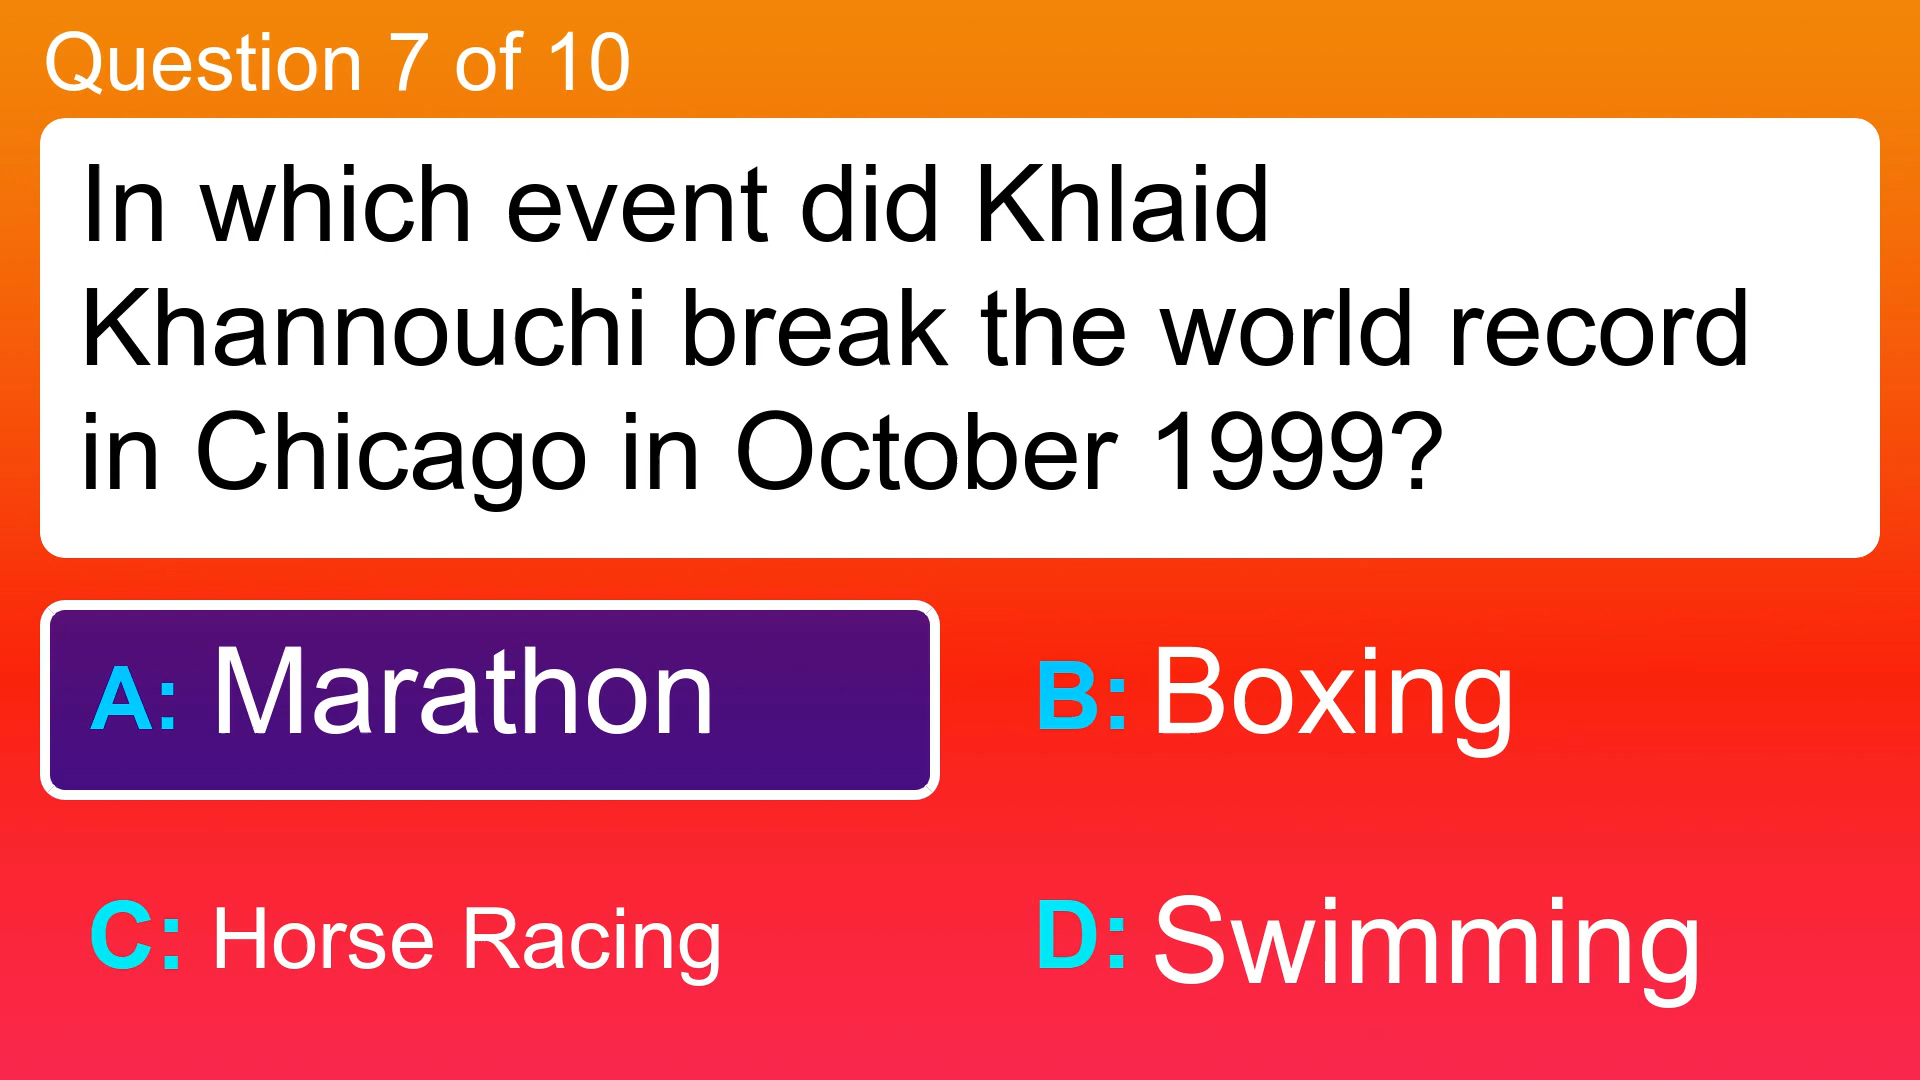 Question 7 of 10
In which event did Khlaid
Khannouchi break the world record
in Chicago in October 1999?
A: Marathon
B: Boxing
C: Horse Racing
D: Swimming